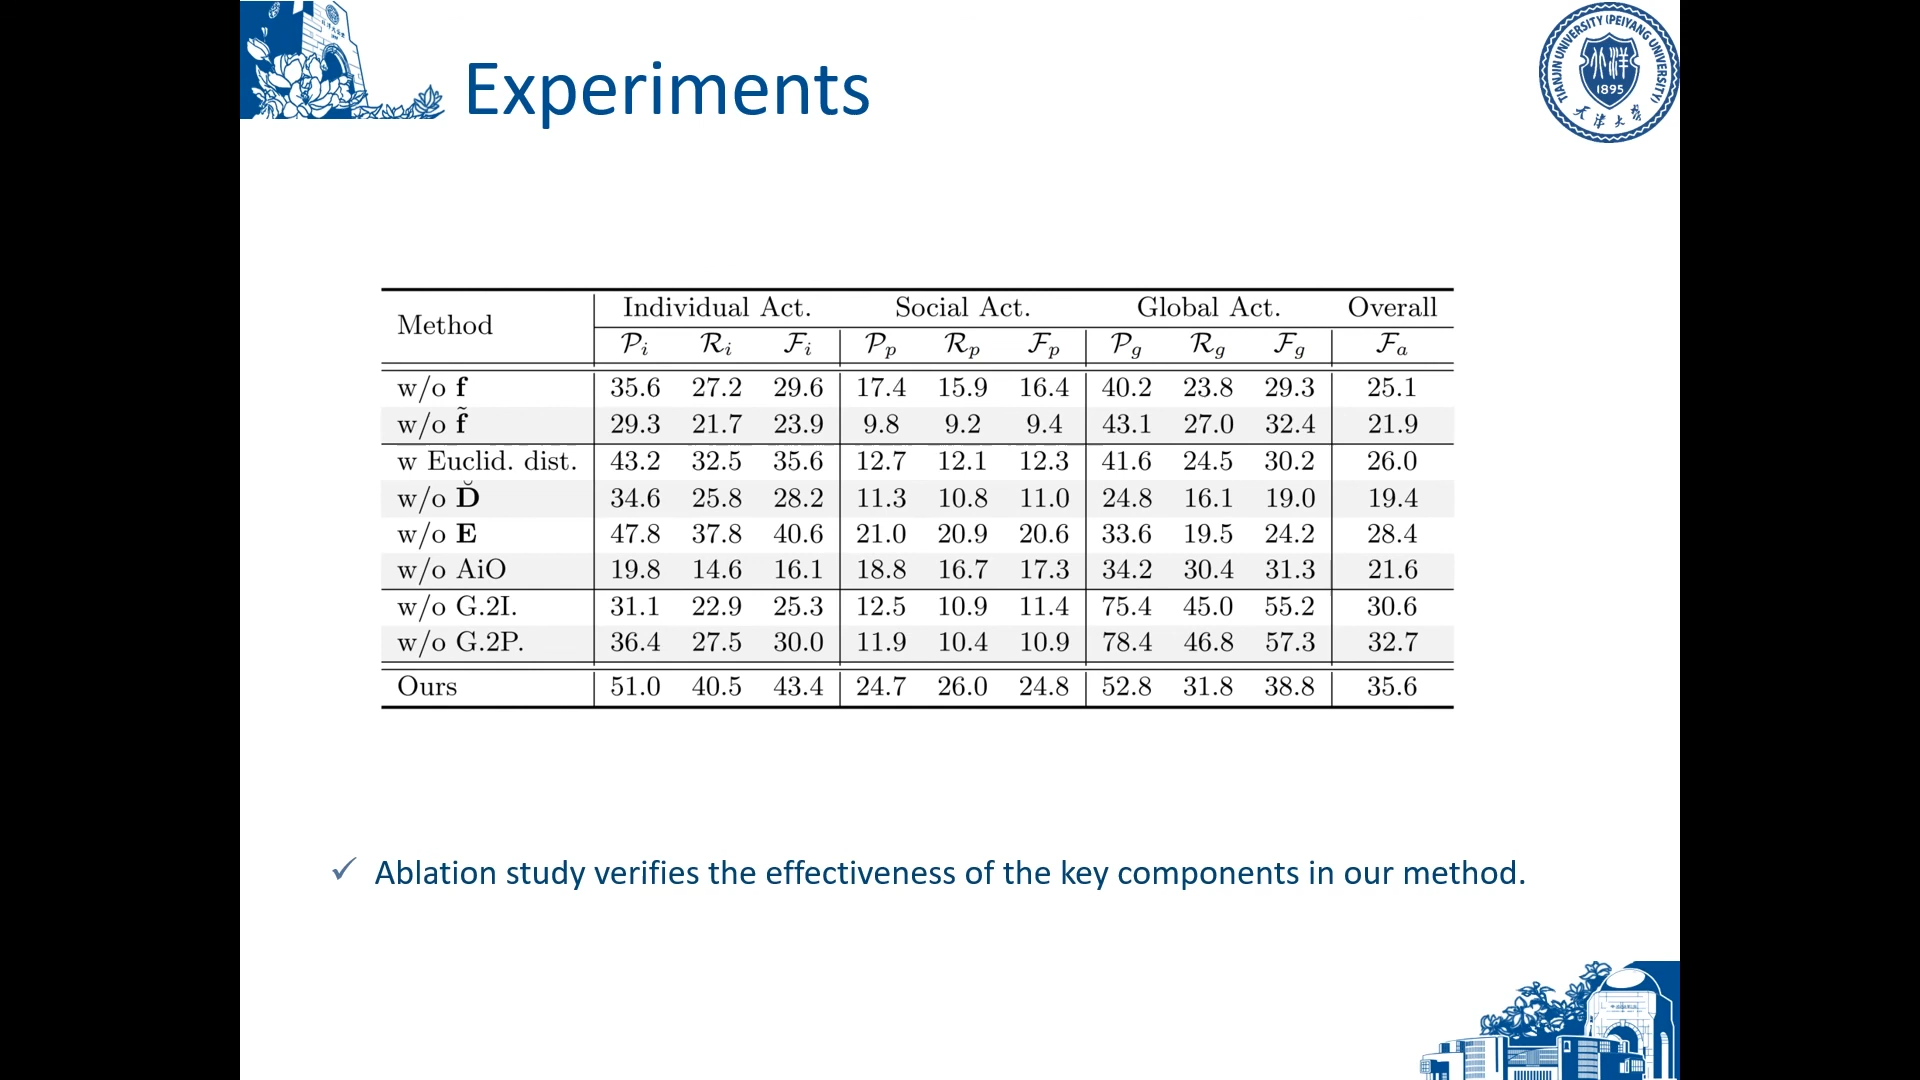 Experiments
TIANJIN UNIVERSITY (PEIYANG UNIVERSITY)
北洋
1895
天津大學
Method Individual Act. Social Act. Global Act. Overall
𝒫i ℛi ℱi 𝒫p ℛp ℱp 𝒫g ℛg ℱg ℱa
w/o f 35.6 27.2 29.6 17.4 15.9 16.4 40.2 23.8 29.3 25.1
w/o f̃ 29.3 21.7 23.9 9.8 9.2 9.4 43.1 27.0 32.4 21.9
w Euclid. dist. 43.2 32.5 35.6 12.7 12.1 12.3 41.6 24.5 30.2 26.0
w/o D̆ 34.6 25.8 28.2 11.3 10.8 11.0 24.8 16.1 19.0 19.4
w/o E 47.8 37.8 40.6 21.0 20.9 20.6 33.6 19.5 24.2 28.4
w/o AiO 19.8 14.6 16.1 18.8 16.7 17.3 34.2 30.4 31.3 21.6
w/o G.2I. 31.1 22.9 25.3 12.5 10.9 11.4 75.4 45.0 55.2 30.6
w/o G.2P. 36.4 27.5 30.0 11.9 10.4 10.9 78.4 46.8 57.3 32.7
Ours 51.0 40.5 43.4 24.7 26.0 24.8 52.8 31.8 38.8 35.6
✓ Ablation study verifies the effectiveness of the key components in our method.